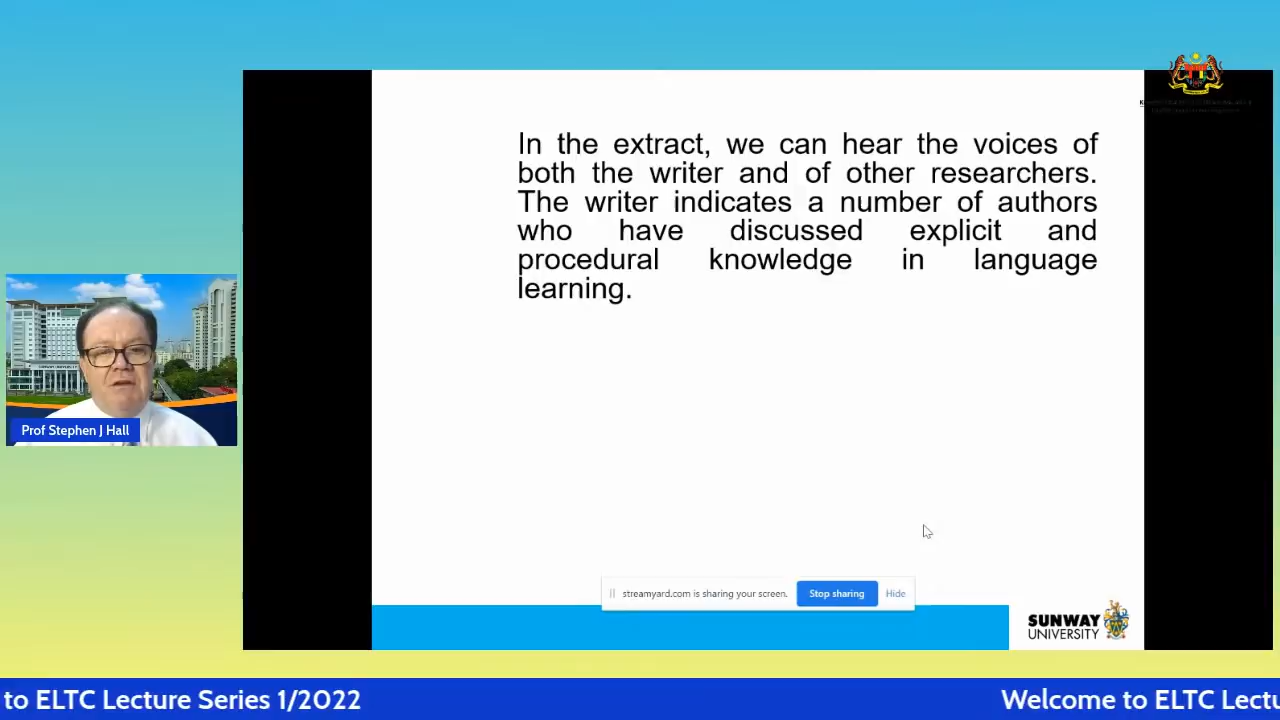 In the extract, we can hear the voices of
both the writer and of other researchers.
The writer indicates a number of authors
who have discussed explicit and
procedural knowledge in language
learning.
SUNWAY UNIVERSITY
Prof Stephen J Hall
streamyard.com is sharing your screen.
Stop sharing
Hide
SUNWAY
UNIVERSITY
to ELTC Lecture Series 1/2022
Welcome to ELTC Lectu